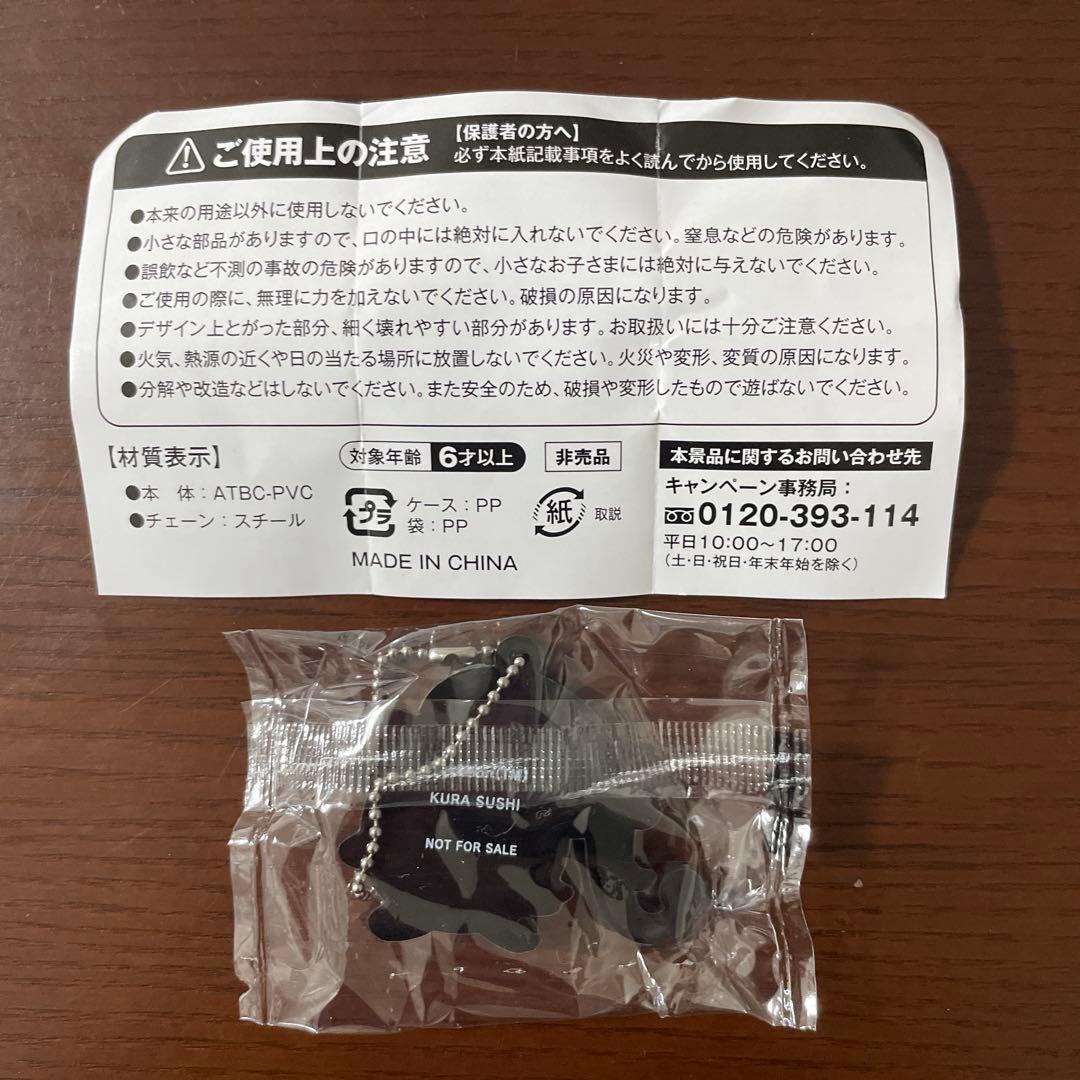 ご使用上の注意
【保護者の方へ】
必ず本紙記載事項をよく読んでから使用してください。
●本来の用途以外に使用しないでください。
●小さな部品がありますので、口の中には絶対に入れないでください。窒息などの危険があります。
●誤飲など不測の事故の危険がありますので、小さなお子さまには絶対に与えないでください。
●ご使用の際に、無理に力を加えないでください。破損の原因になります。
●デザイン上とがった部分、細く壊れやすい部分があります。お取扱いには十分ご注意ください。
●火気、熱源の近くや日の当たる場所に放置しないでください。火災や変形、変質の原因になります。
●分解や改造などはしないでください。また安全のため、破損や変形したもので遊ばないでください。
【材質表示】
●本 体：ATBC-PVC
●チェーン：スチール
対象年齢 6才以上
非売品
プラ
ケース：PP
袋：PP
紙
取説
MADE IN CHINA
本景品に関するお問い合わせ先
キャンペーン事務局：
0120-393-114
平日10:00～17:00
（土・日・祝日・年末年始を除く）
KURA SUSHI
NOT FOR SALE